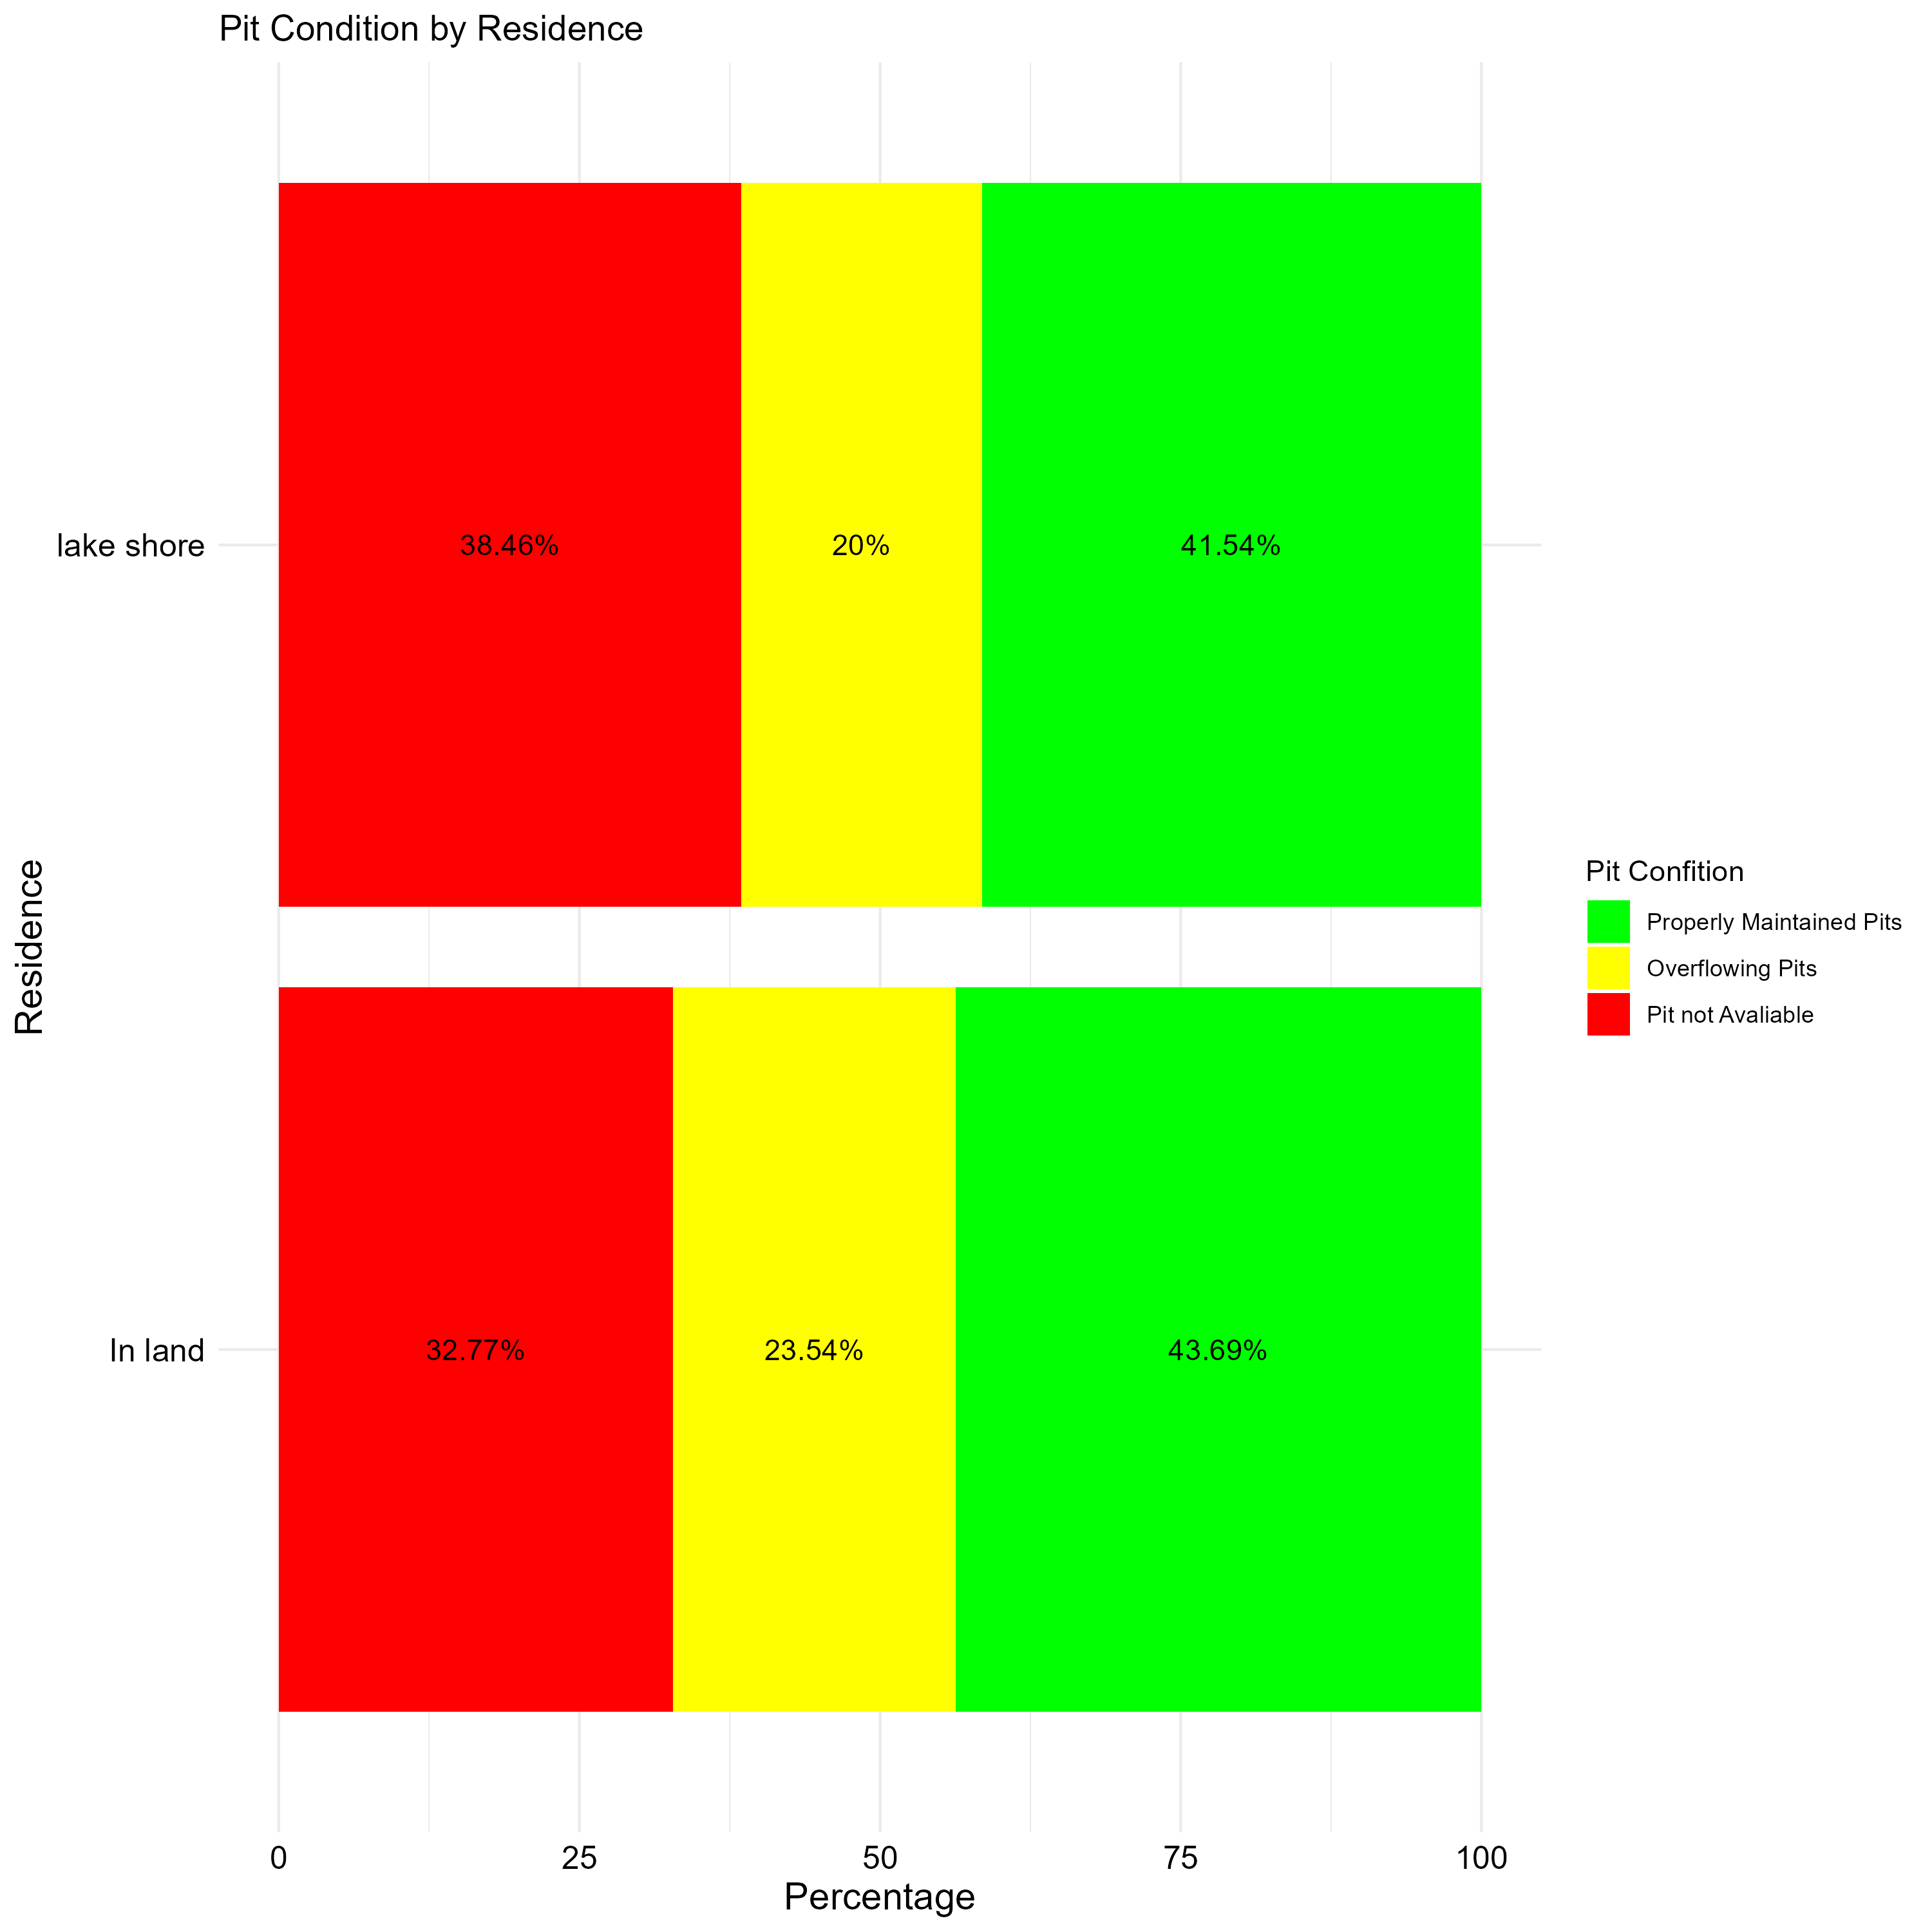 Pit Condition by Residence
lake shore
38.46%
20%
41.54%
Residence
Pit Confition
Properly Maintained Pits
Overflowing Pits
Pit not Avaliable
In land
32.77%
23.54%
43.69%
0
25
50
75
100
Percentage